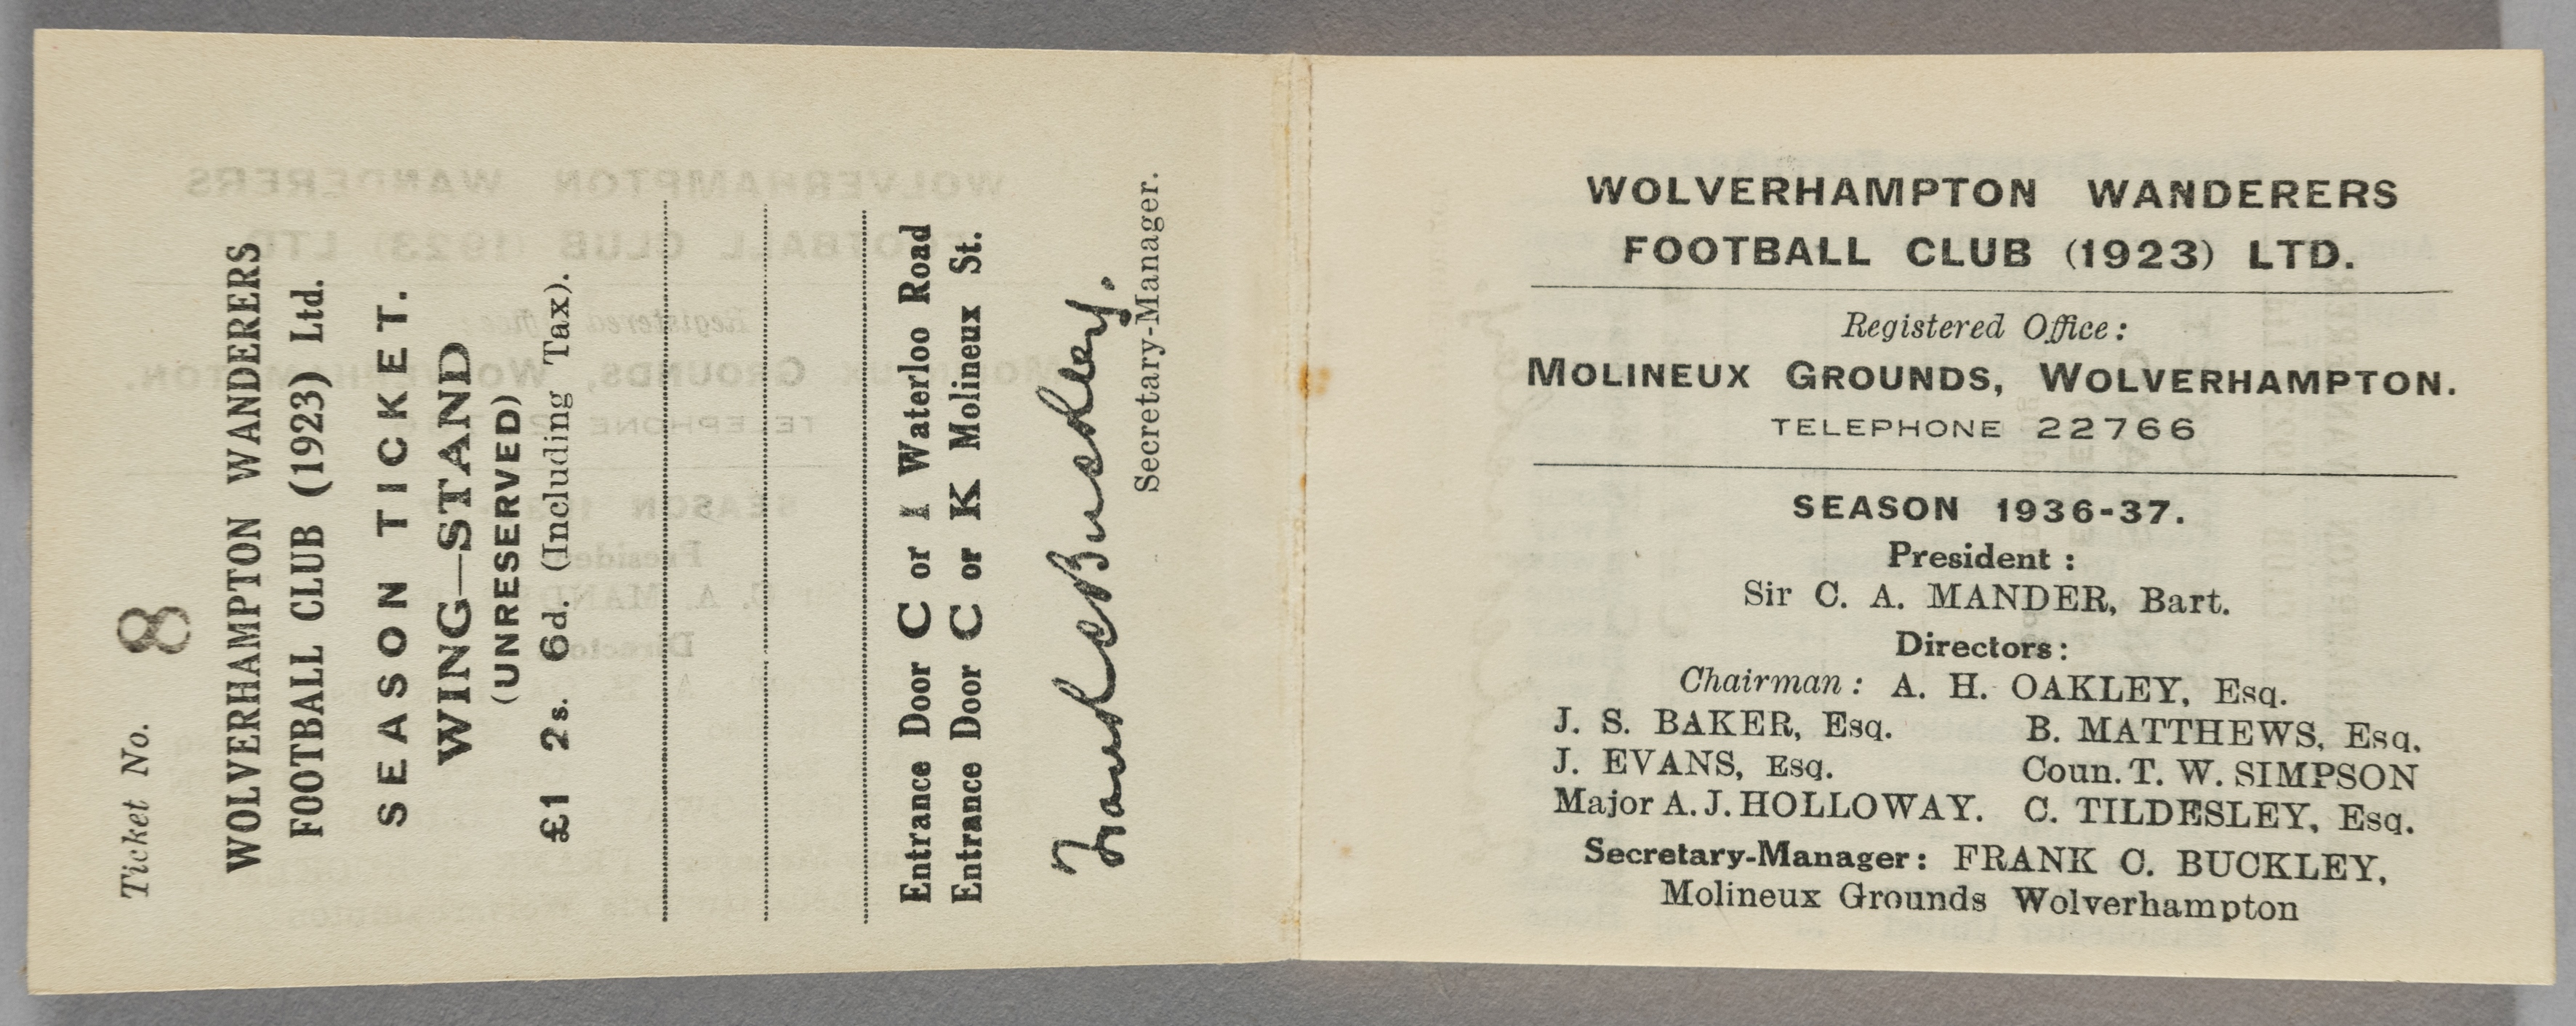 Ticket No. 8
WOLVERHAMPTON WANDERERS
FOOTBALL CLUB (1923) Ltd.
SEASON TICKET.
WING—STAND
(UNRESERVED)
£1 2s. 6d. (Including Tax).
Entrance Door C or I Waterloo Road
Entrance Door C or K Molineux St.
Frank C Buckley.
Secretary-Manager.
WOLVERHAMPTON WANDERERS
FOOTBALL CLUB (1923) LTD.
Registered Office:
MOLINEUX GROUNDS, WOLVERHAMPTON.
TELEPHONE 22766
SEASON 1936-37.
President:
Sir C. A. MANDER, Bart.
Directors:
Chairman: A. H. OAKLEY, Esq.
J. S. BAKER, Esq. B. MATTHEWS, Esq.
J. EVANS, Esq. Coun. T. W. SIMPSON
Major A. J. HOLLOWAY. C. TILDESLEY, Esq.
Secretary-Manager: FRANK C. BUCKLEY,
Molineux Grounds Wolverhampton